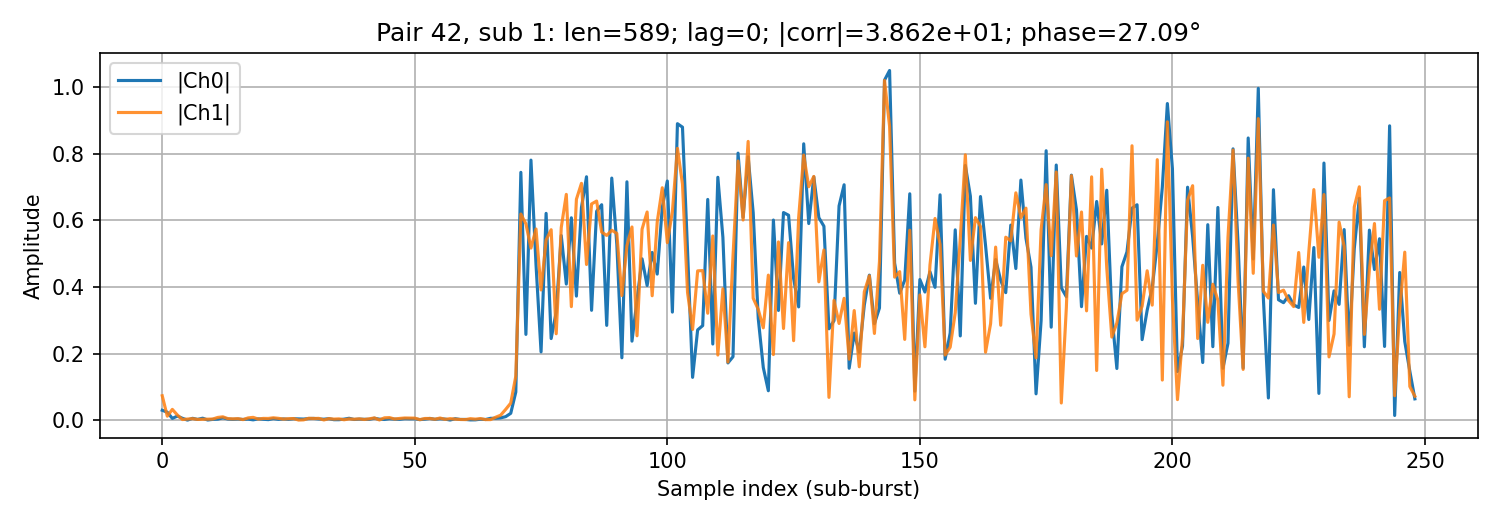 Pair 42, sub 1: len=589; lag=0; |corr|=3.862e+01; phase=27.09°
|Ch0|
|Ch1|
Amplitude
1.0
0.8
0.6
0.4
0.2
0.0
0 50 100 150 200 250
Sample index (sub-burst)